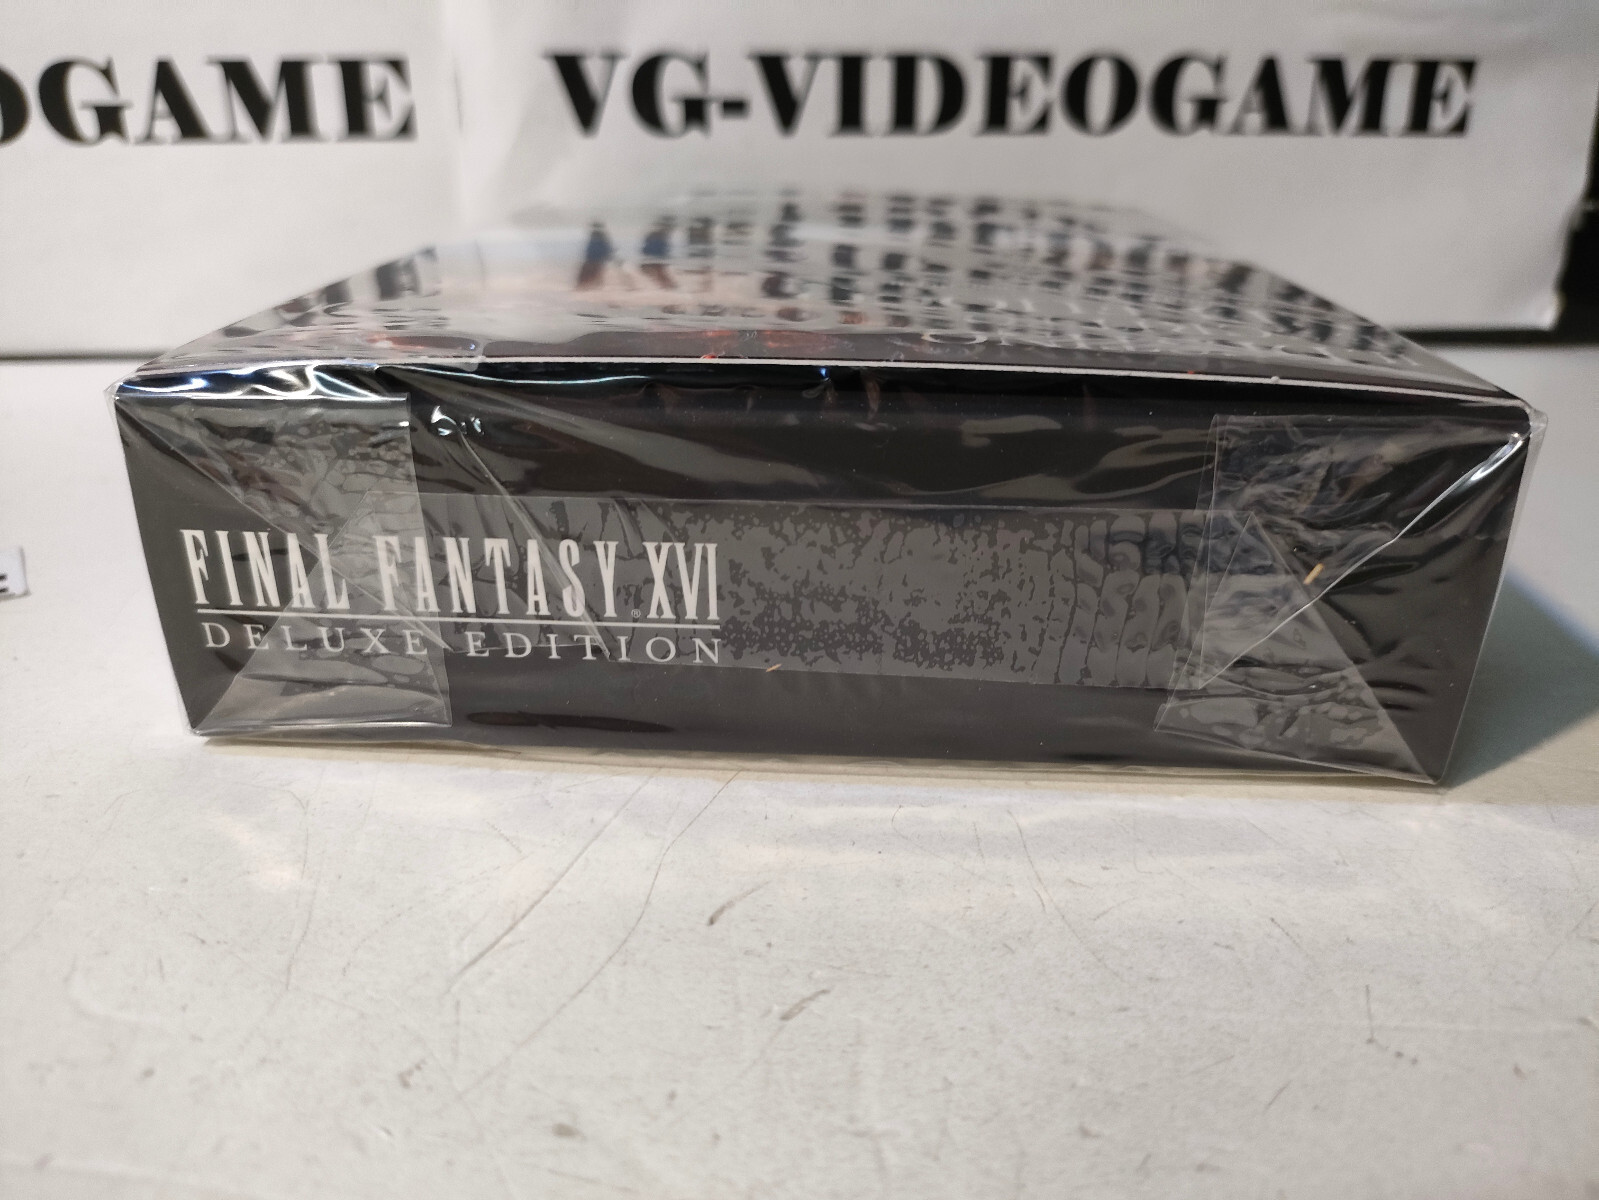 OGAME
VG-VIDEOGAME
FINAL FANTASY® XVI
DELUXE EDITION